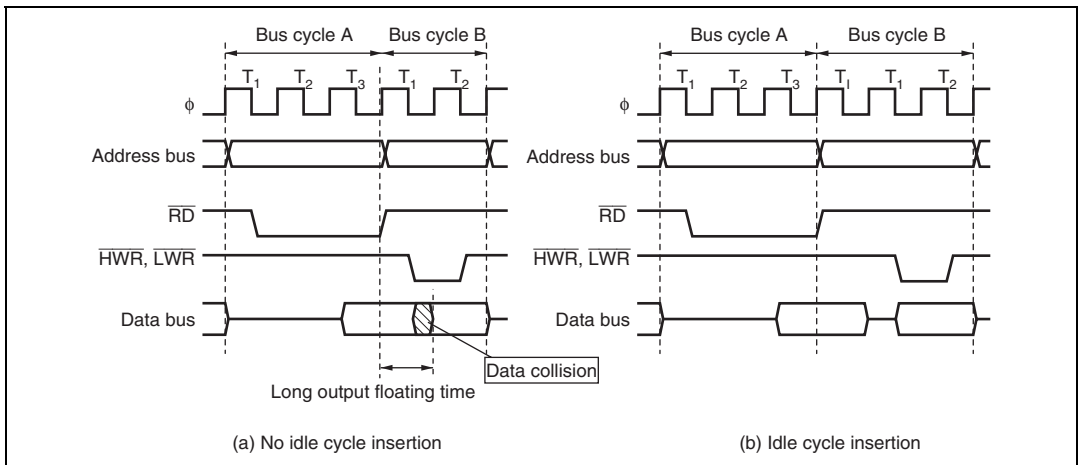 Bus cycle A Bus cycle B
T1 T2 T3 T1 T2
ϕ
Address bus
RD
HWR, LWR
Data bus
Data collision
Long output floating time
(a) No idle cycle insertion
Bus cycle A Bus cycle B
T1 T2 T3 TI T1 T2
ϕ
Address bus
RD
HWR, LWR
Data bus
(b) Idle cycle insertion